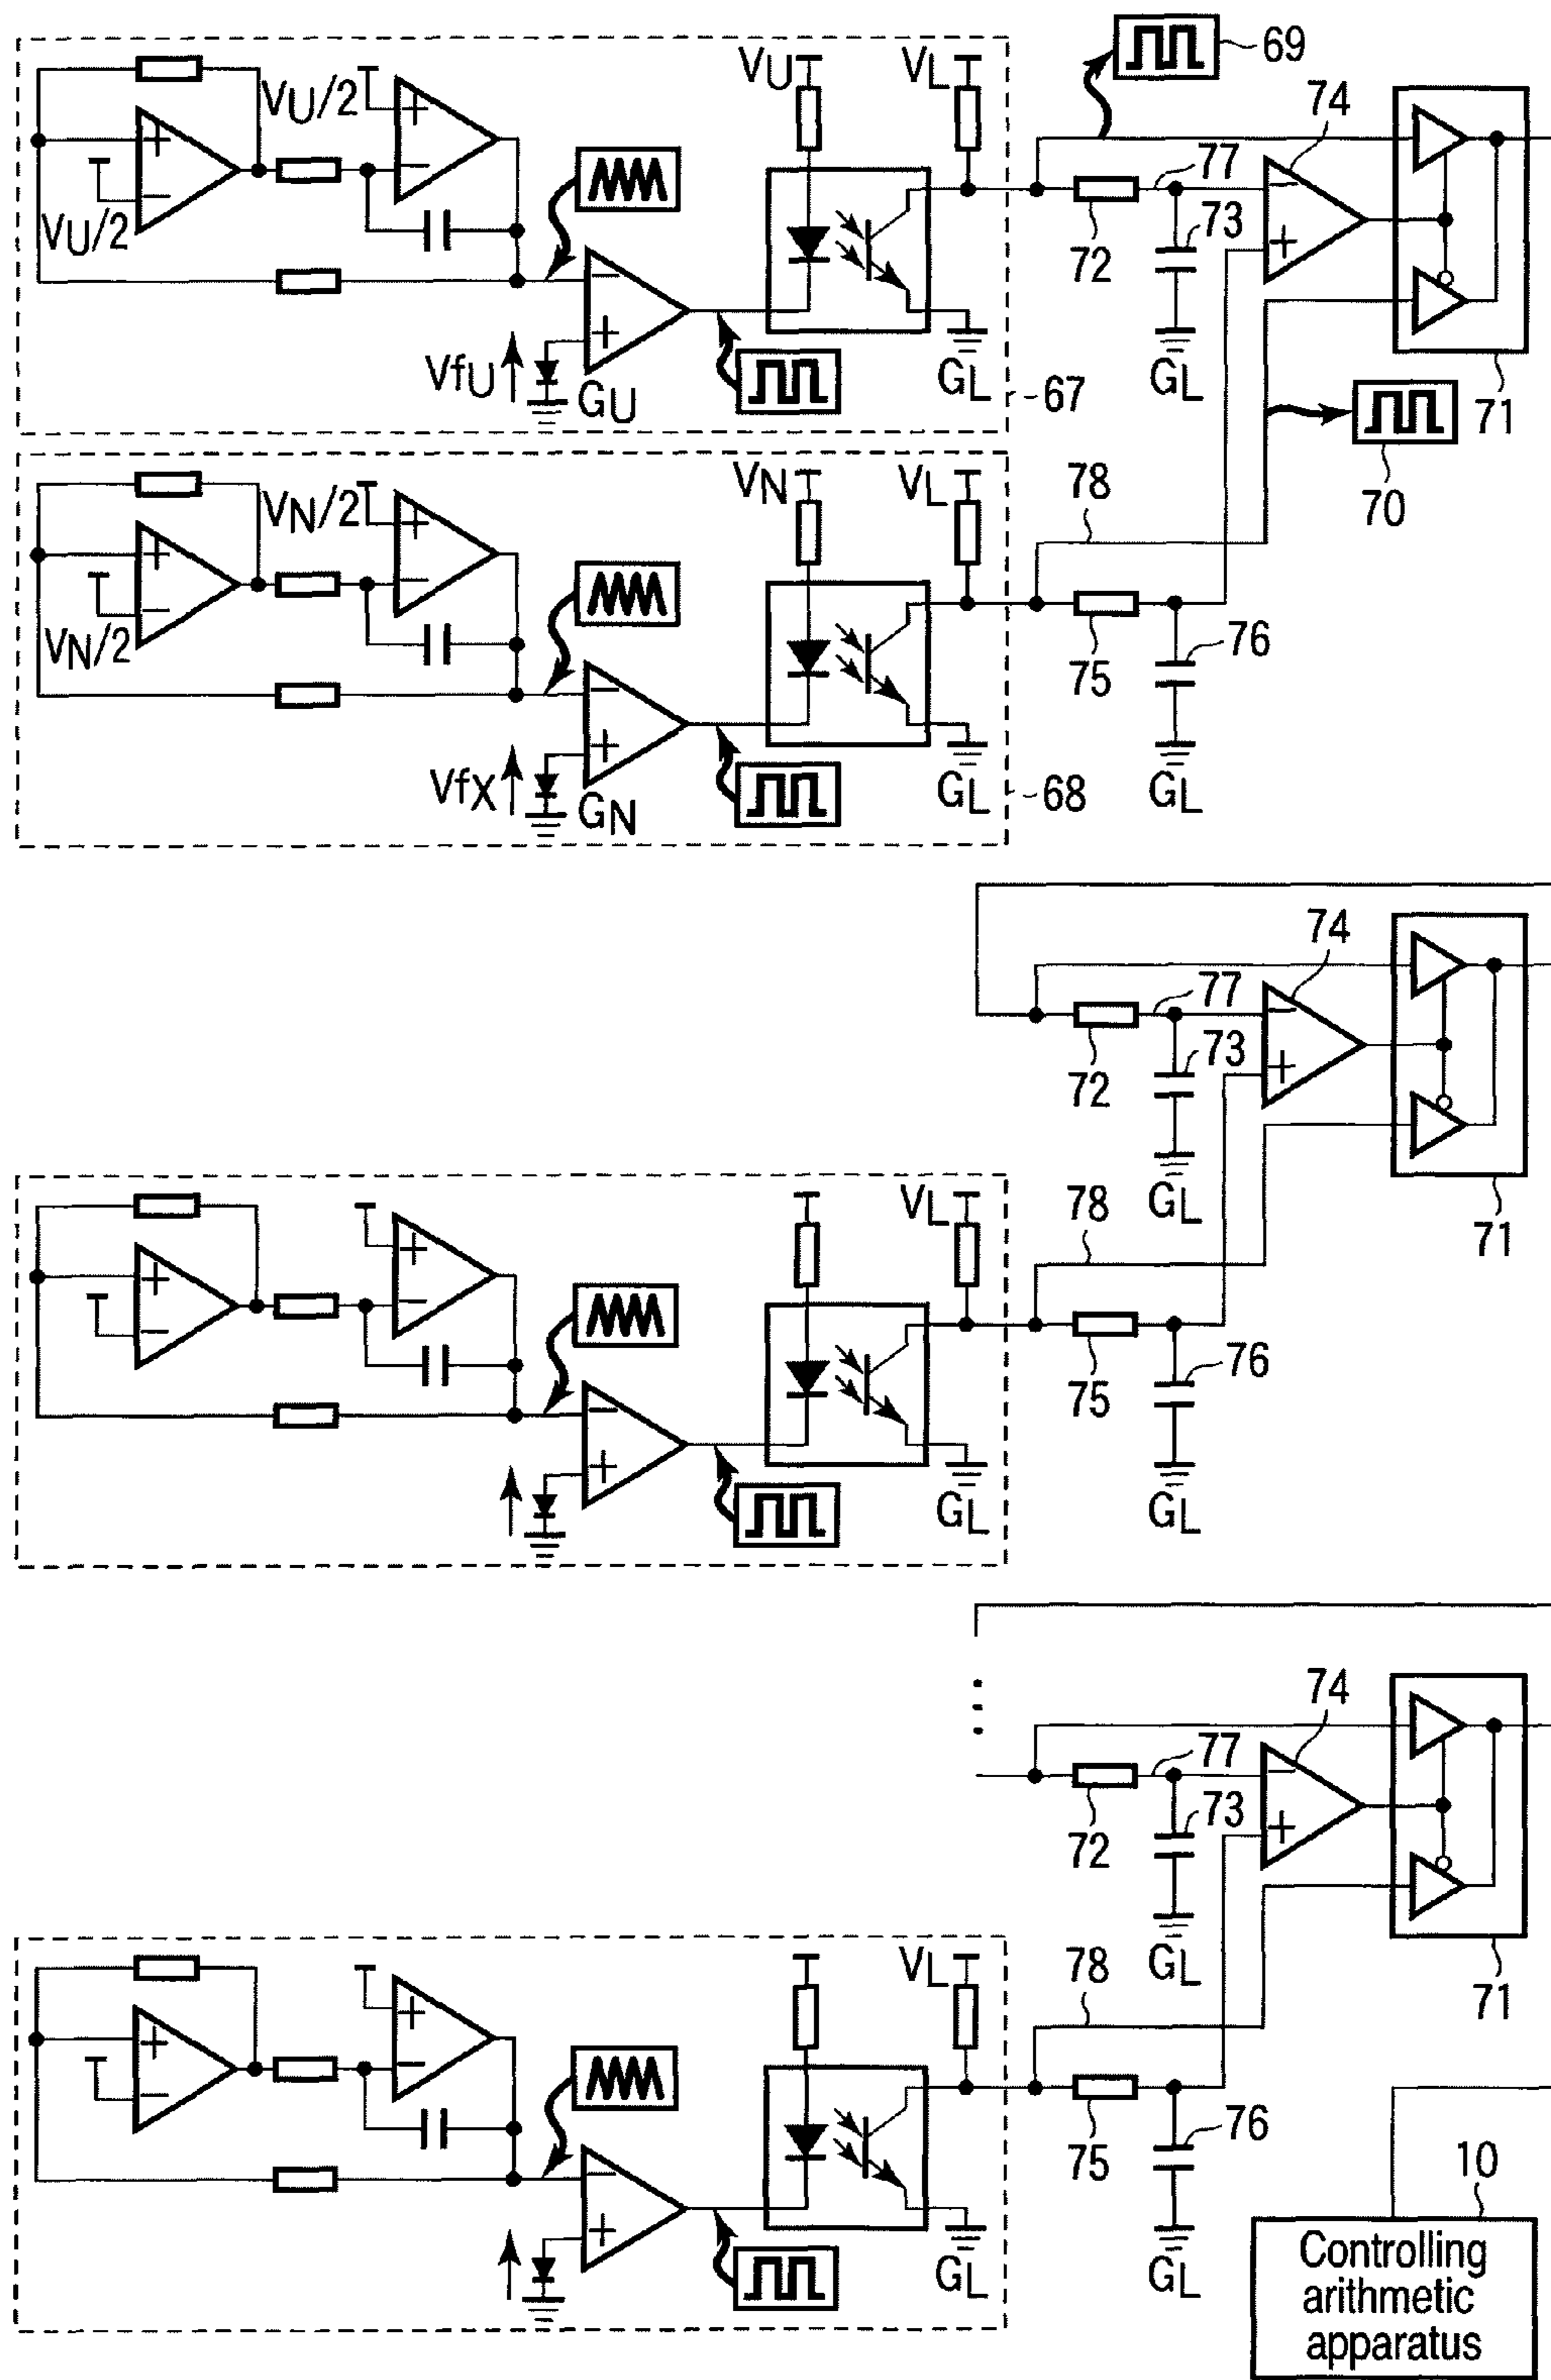 69
VU
VL
74
VU/2
+
+
77
−
+
−
−
73
VU/2
72
+
−
+
VfU
GU
GL
67
GL
71
70
VN
VL
78
VN/2
+
+
−
−
VN/2
76
75
−
+
VfX
GN
GL
68
GL
74
77
−
73
72
+
VL
78
GL
71
+
+
−
−
76
75
−
+
GL
GL
74
77
−
73
72
+
VL
78
GL
71
+
+
−
−
76
75
10
−
+
GL
GL
Controlling
arithmetic
apparatus